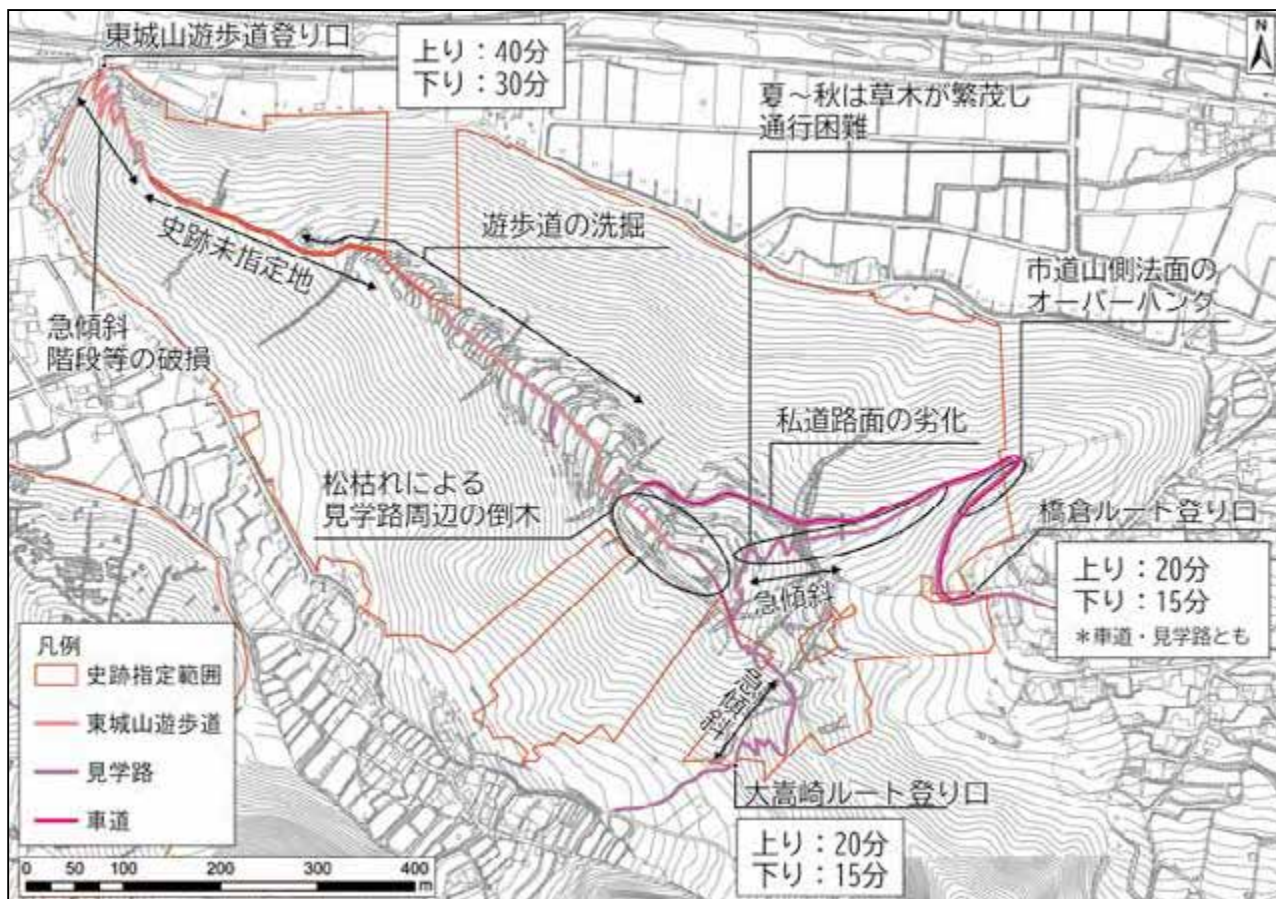 東城山遊歩道登り口
上り：40分
下り：30分
N
夏～秋は草木が繁茂し
通行困難
遊歩道の洗掘
史跡未指定地
市道山側法面の
オーバーハング
急傾斜
階段等の破損
私道路面の劣化
松枯れによる
見学路周辺の倒木
橋倉ルート登り口
上り：20分
下り：15分
＊車道・見学路とも
急傾斜
急傾斜
大嵩崎ルート登り口
上り：20分
下り：15分
凡例
史跡指定範囲
東城山遊歩道
見学路
車道
0 50 100 200 300 400
m